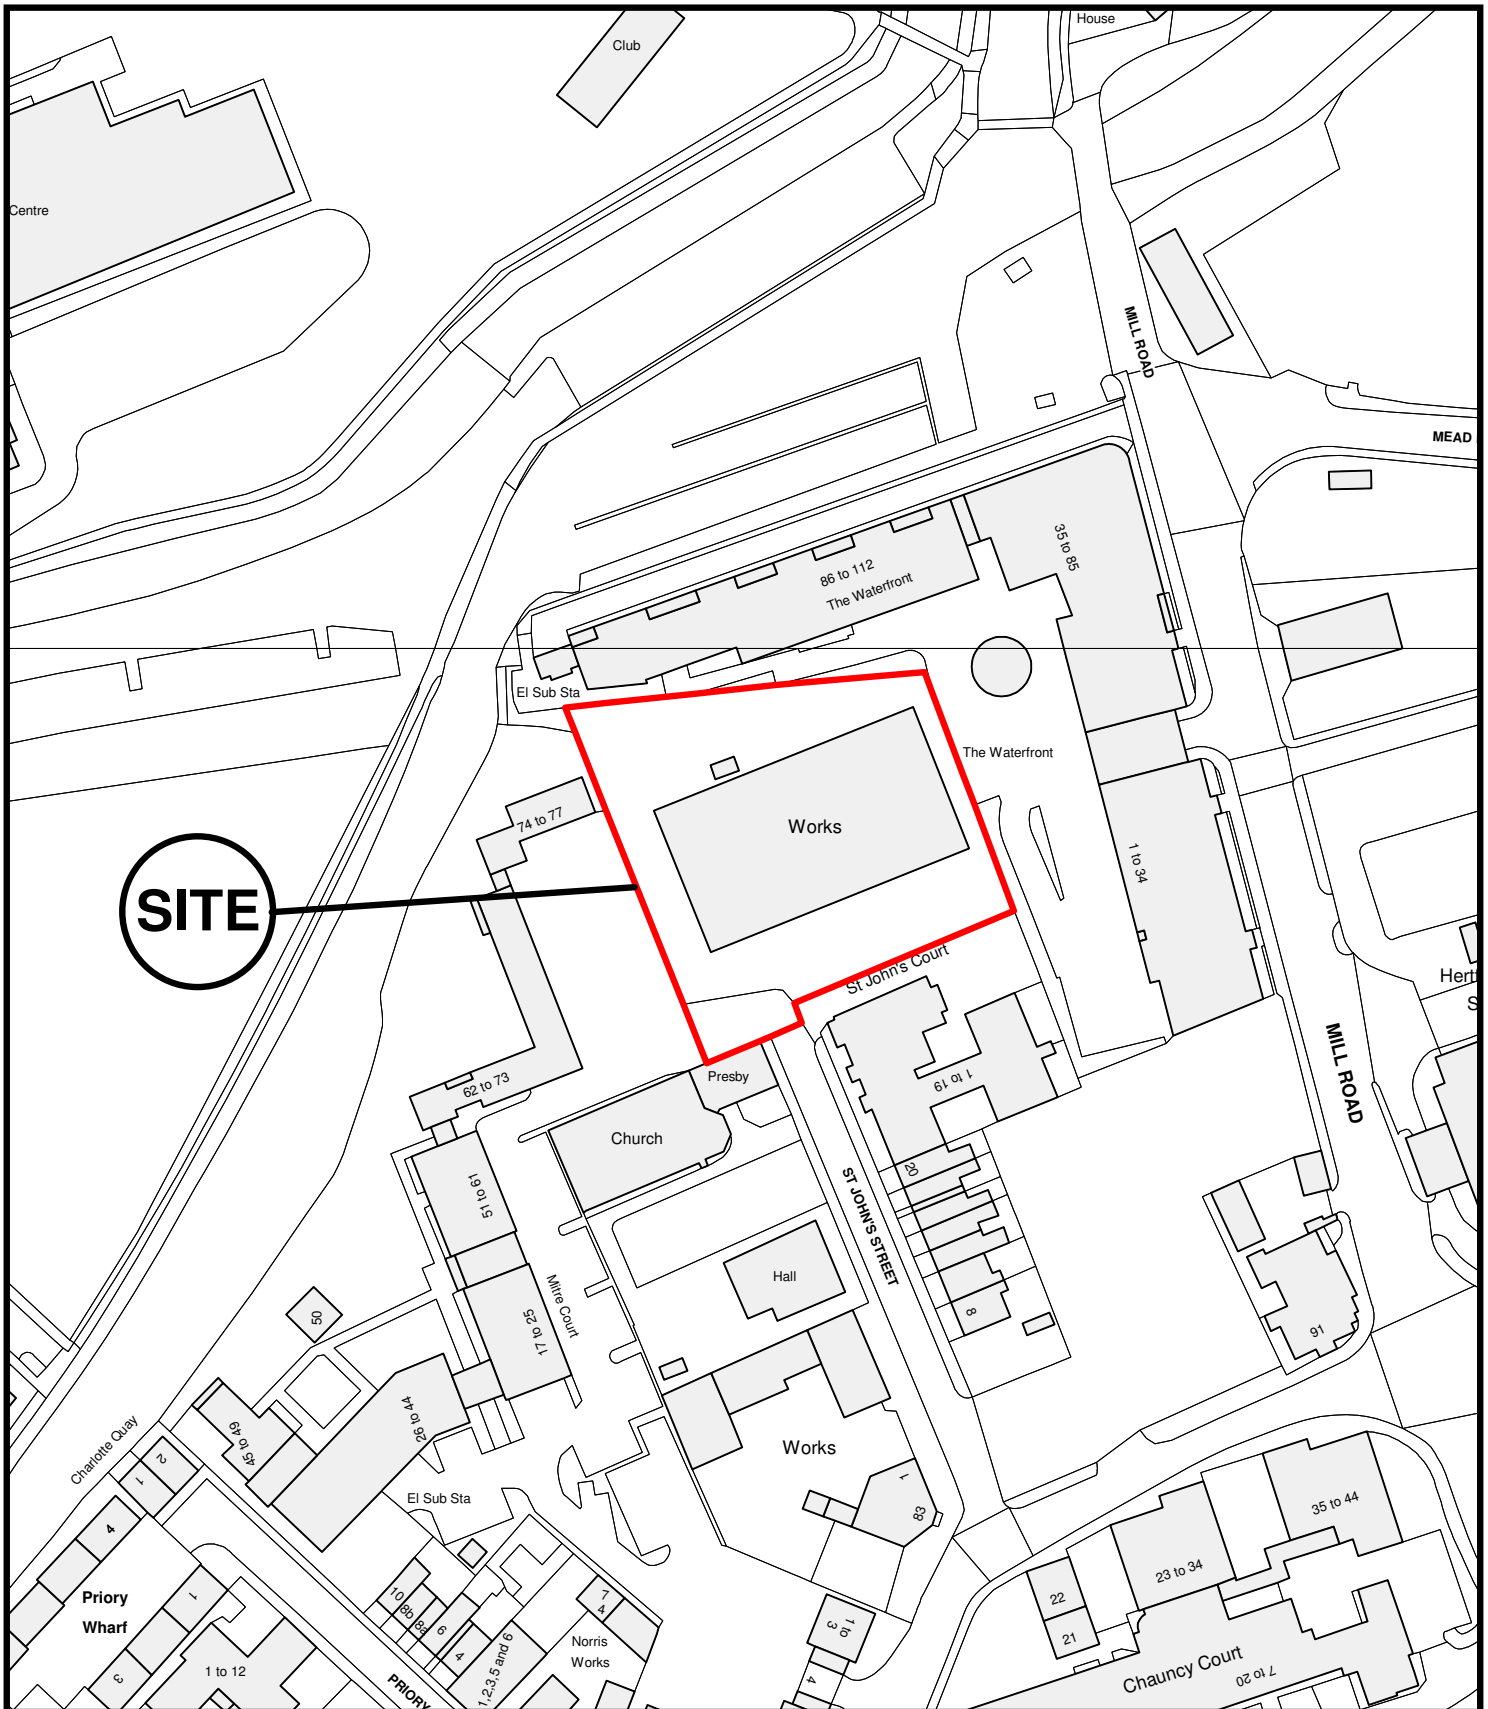 House
Club
Centre
MILL ROAD
MEAD
35 to 85
86 to 112
The Waterfront
El Sub Sta
The Waterfront
74 to 77
Works
1 to 34
SITE
St John's Court
Hert
S
MILL ROAD
62 to 73
Presby
1 to 19
Church
20
51 to 61
ST JOHN'S STREET
Hall
Mitre Court
50
17 to 25
8
91
26 to 44
45 to 49
Charlotte Quay
Works
2
1
1
83
El Sub Sta
4
35 to 44
23 to 34
22
21
Priory
Wharf
1
3
1 to 12
10
8b
8a
6
4
7
4
1,2,3,5 and 6
Norris
Works
1 to
3
4
PRIORY
Chauncy Court
7 to 20